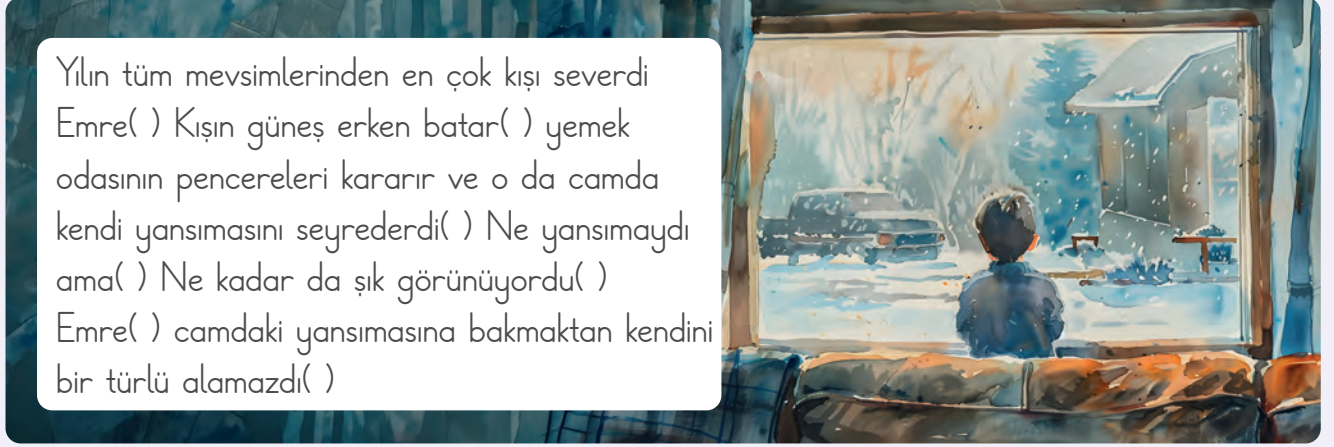 Yılın tüm mevsimlerinden en çok kışı severdi
Emre( ) Kışın güneş erken batar( ) yemek
odasının pencereleri kararır ve o da camda
kendi yansımasını seyrederdi( ) Ne yansımaydı
ama( ) Ne kadar da şık görünüyordu( )
Emre( ) camdaki yansımasına bakmaktan kendini
bir türlü alamazdı( )